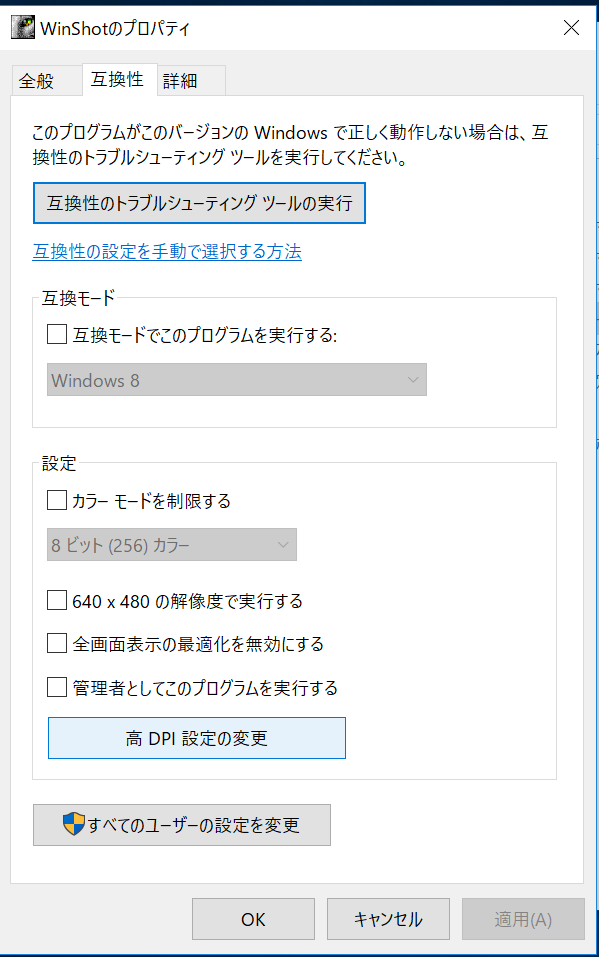 WinShotのプロパティ
全般
互換性
詳細
このプログラムがこのバージョンの Windows で正しく動作しない場合は、互
換性のトラブルシューティング ツールを実行してください。
互換性のトラブルシューティング ツールの実行
互換性の設定を手動で選択する方法
互換モード
互換モードでこのプログラムを実行する:
Windows 8
設定
カラー モードを制限する
8 ビット (256) カラー
640 x 480 の解像度で実行する
全画面表示の最適化を無効にする
管理者としてこのプログラムを実行する
高 DPI 設定の変更
すべてのユーザーの設定を変更
OK
キャンセル
適用(A)